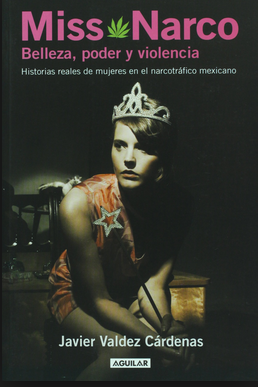 Miss Narco
Belleza, poder y violencia
Historias reales de mujeres en el narcotráfico mexicano
Javier Valdez Cárdenas
AGUILAR